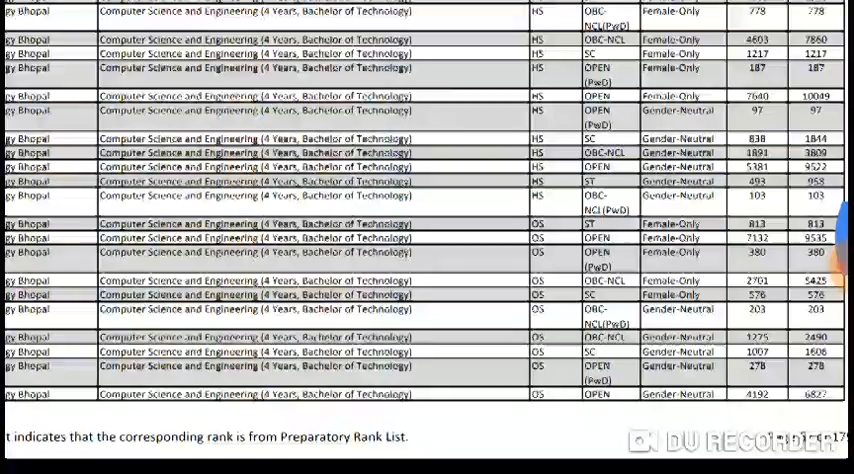 gy Bhopal Computer Science and Engineering (4 Years, Bachelor of Technology) HS OBC- Female-Only 778 778
NCL(PwD)
gy Bhopal Computer Science and Engineering (4 Years, Bachelor of Technology) HS OBC-NCL Female-Only 4603 7860
gy Bhopal Computer Science and Engineering (4 Years, Bachelor of Technology) HS SC Female-Only 1217 1217
gy Bhopal Computer Science and Engineering (4 Years, Bachelor of Technology) HS OPEN Female-Only 187 187
(PwD)
gy Bhopal Computer Science and Engineering (4 Years, Bachelor of Technology) HS OPEN Female-Only 7640 10049
gy Bhopal Computer Science and Engineering (4 Years, Bachelor of Technology) HS OPEN Gender-Neutral 97 97
(PwD)
gy Bhopal Computer Science and Engineering (4 Years, Bachelor of Technology) HS SC Gender-Neutral 838 1844
gy Bhopal Computer Science and Engineering (4 Years, Bachelor of Technology) HS OBC-NCL Gender-Neutral 1891 3809
gy Bhopal Computer Science and Engineering (4 Years, Bachelor of Technology) HS OPEN Gender-Neutral 5381 9522
gy Bhopal Computer Science and Engineering (4 Years, Bachelor of Technology) HS ST Gender-Neutral 493 958
gy Bhopal Computer Science and Engineering (4 Years, Bachelor of Technology) HS OBC- Gender-Neutral 103 103
NCL(PwD)
gy Bhopal Computer Science and Engineering (4 Years, Bachelor of Technology) OS ST Female-Only 813 813
gy Bhopal Computer Science and Engineering (4 Years, Bachelor of Technology) OS OPEN Female-Only 7132 9535
gy Bhopal Computer Science and Engineering (4 Years, Bachelor of Technology) OS OPEN Female-Only 380 380
(PwD)
gy Bhopal Computer Science and Engineering (4 Years, Bachelor of Technology) OS OBC-NCL Female-Only 2701 5425
gy Bhopal Computer Science and Engineering (4 Years, Bachelor of Technology) OS SC Female-Only 576 576
gy Bhopal Computer Science and Engineering (4 Years, Bachelor of Technology) OS OBC- Gender-Neutral 203 203
NCL(PwD)
gy Bhopal Computer Science and Engineering (4 Years, Bachelor of Technology) OS OBC-NCL Gender-Neutral 1275 2490
gy Bhopal Computer Science and Engineering (4 Years, Bachelor of Technology) OS SC Gender-Neutral 1007 1606
gy Bhopal Computer Science and Engineering (4 Years, Bachelor of Technology) OS OPEN Gender-Neutral 278 278
(PwD)
gy Bhopal Computer Science and Engineering (4 Years, Bachelor of Technology) OS OPEN Gender-Neutral 4192 6827
t indicates that the corresponding rank is from Preparatory Rank List.
DU RECORDER